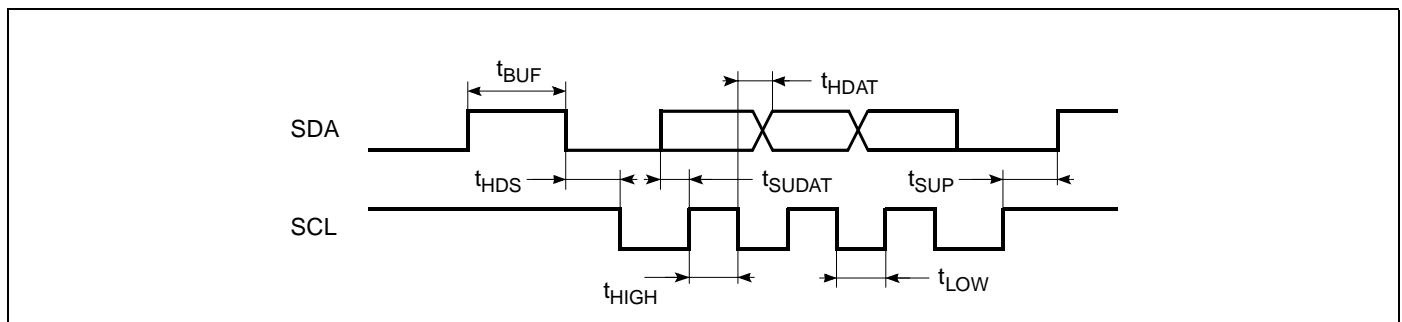 tBUF
tHDAT
SDA
tHDS
tSUDAT
tSUP
SCL
tHIGH
tLOW